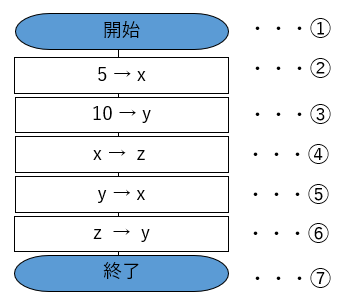 開始 ・・・①
5 → x ・・・②
10 → y ・・・③
x → z ・・・④
y → x ・・・⑤
z → y ・・・⑥
終了 ・・・⑦